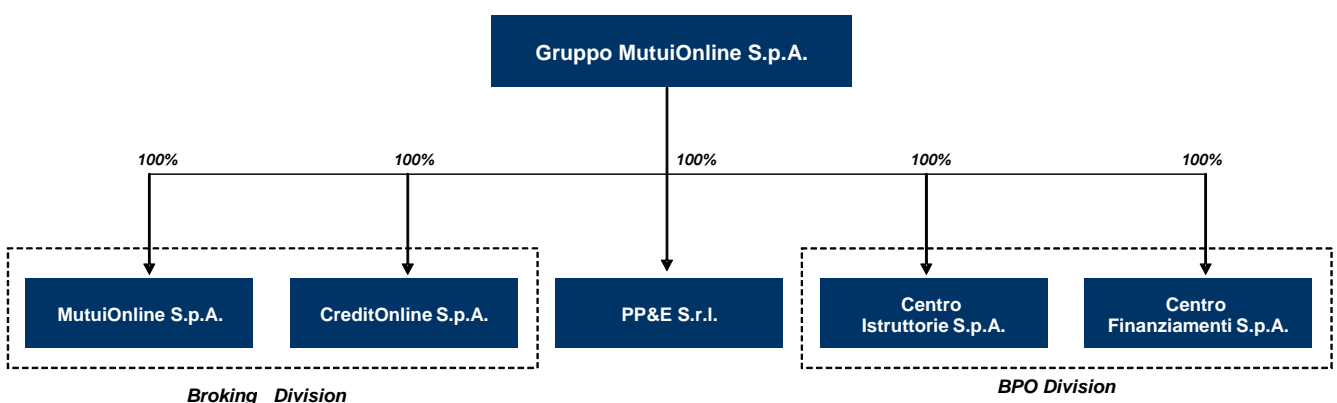 Gruppo MutuiOnline S.p.A.
100% 100% 100% 100% 100%
MutuiOnline S.p.A.
CreditOnline S.p.A.
PP&E S.r.l.
Centro
Istruttorie S.p.A.
Centro
Finanziamenti S.p.A.
Broking Division
BPO Division